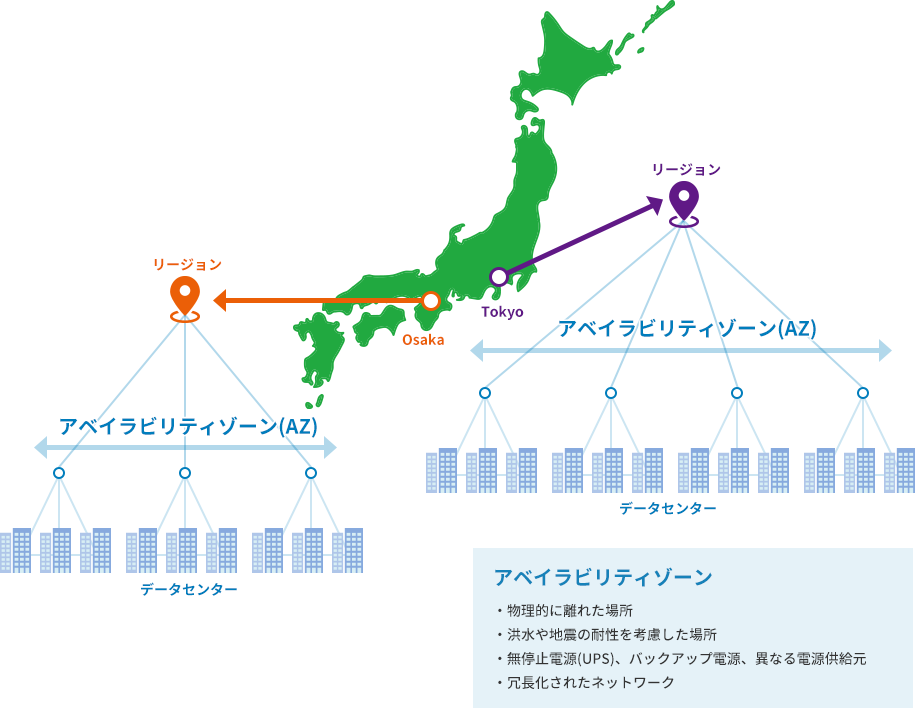 リージョン
リージョン
Tokyo
アベイラビリティゾーン(AZ)
Osaka
アベイラビリティゾーン(AZ)
データセンター
データセンター
アベイラビリティゾーン
・物理的に離れた場所
・洪水や地震の耐性を考慮した場所
・無停止電源(UPS)、バックアップ電源、異なる電源供給元
・冗長化されたネットワーク